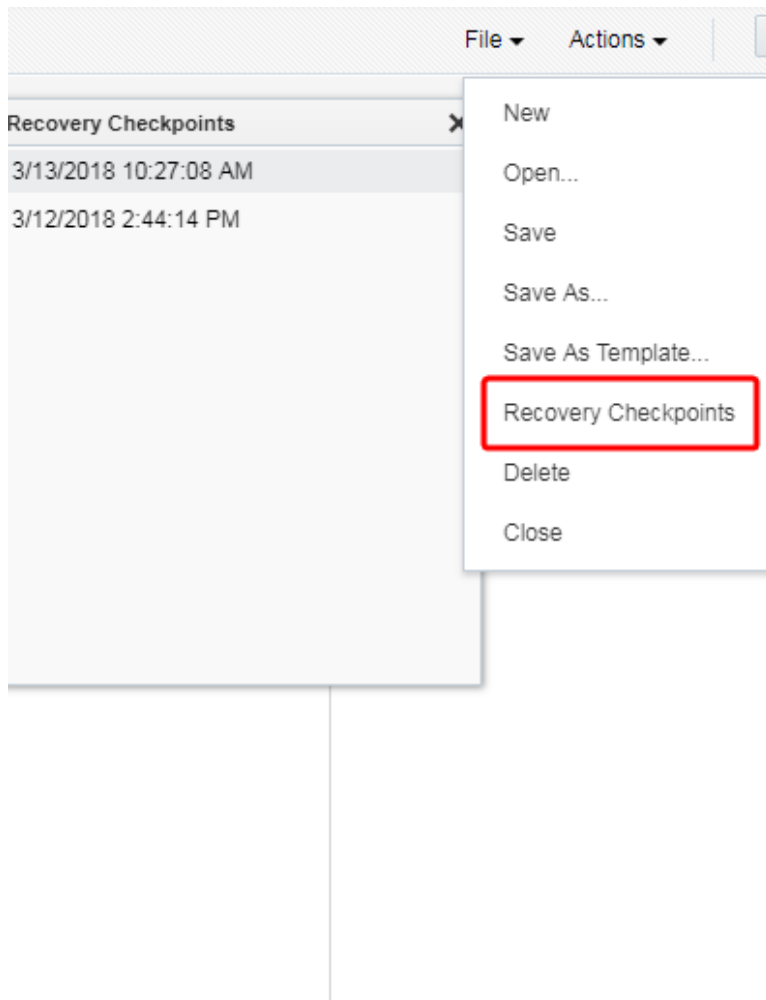 File Actions
Recovery Checkpoints
3/13/2018 10:27:08 AM
3/12/2018 2:44:14 PM
New
Open...
Save
Save As...
Save As Template...
Recovery Checkpoints
Delete
Close